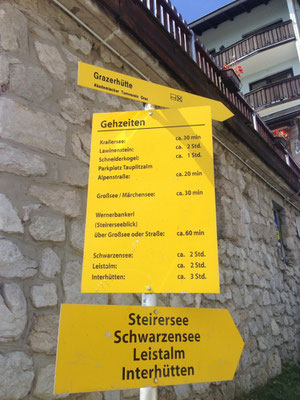 Grazerhütte
Akademischer Turnverein Graz
Gehzeiten
Krallersee: ca. 30 min
Lawinenstein: ca. 2 Std.
Schneiderkogel: ca. 1 Std.
Parkplatz Tauplitzalm
Alpenstraße: ca. 20 min
Großsee / Märchensee: ca. 30 min
Wernerbankerl
(Steirerseeblick)
über Großsee oder Straße: ca. 60 min
Schwarzensee: ca. 2 Std.
Leistalm: ca. 2 Std.
Interhütten: ca. 3 Std.
Steirersee
Schwarzensee
Leistalm
Interhütten